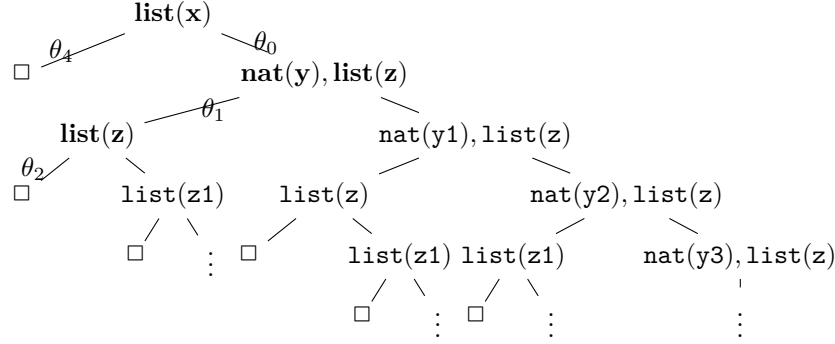 list(x)
θ4 θ0
□ nat(y), list(z)
θ1
list(z) nat(y1), list(z)
θ2
□ list(z1) list(z) nat(y2), list(z)
□ ⋮ □ list(z1) list(z1) nat(y3), list(z)
□ ⋮ □ ⋮ ⋮